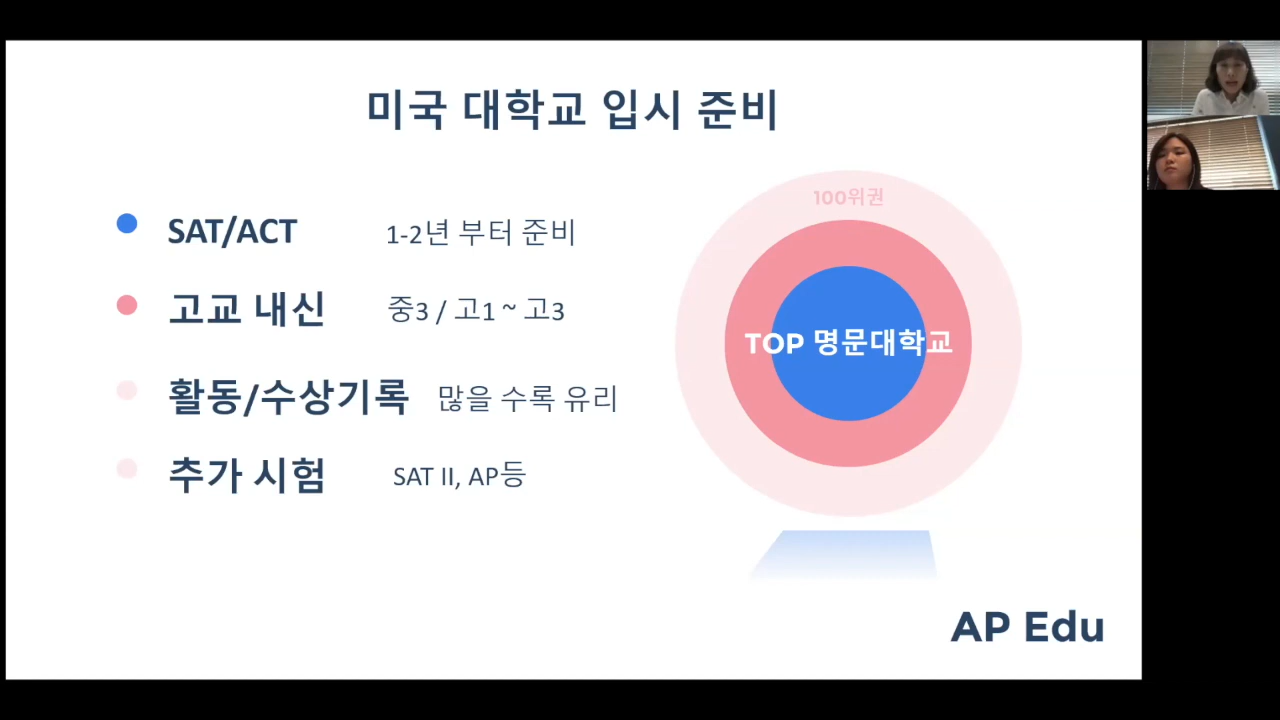 미국 대학교 입시 준비
SAT/ACT 1-2년 부터 준비
고교 내신 중3 / 고1 ~ 고3
활동/수상기록 많을 수록 유리
추가 시험 SAT II, AP등
100위권
TOP 명문대학교
AP Edu